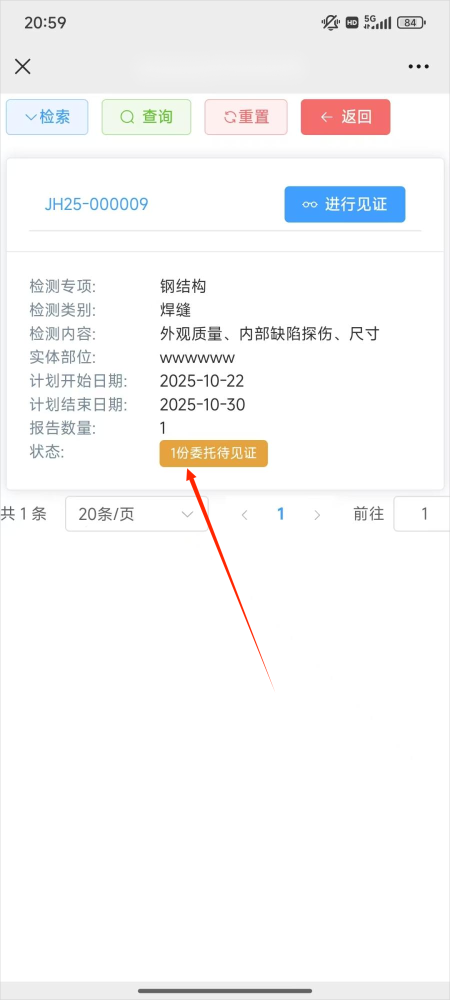 20:59
HD 5G 84
检索 查询 重置 返回
JH25-000009 进行见证
检测专项: 钢结构
检测类别: 焊缝
检测内容: 外观质量、内部缺陷探伤、尺寸
实体部位: wwwwww
计划开始日期: 2025-10-22
计划结束日期: 2025-10-30
报告数量: 1
状态: 1份委托待见证
共 1 条 20条/页 1 前往 1